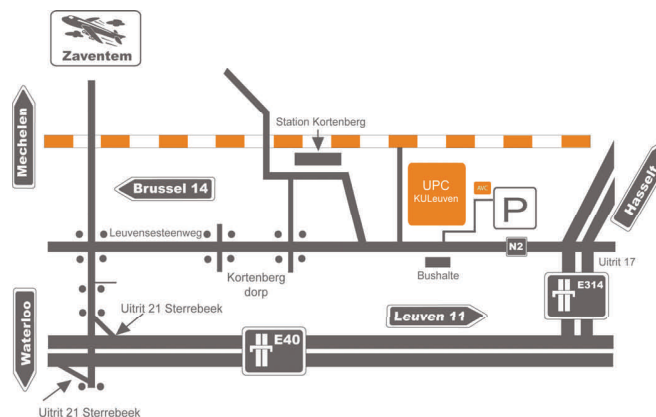 Zaventem
Station Kortenberg
Mechelen
Brussel 14
UPC
KULeuven
AVC
P
Hasselt
Leuvensesteenweg
N2
Kortenberg
dorp
Bushalte
Uitrit 17
E314
Uitrit 21 Sterrebeek
Leuven 11
Waterloo
E40
Uitrit 21 Sterrebeek